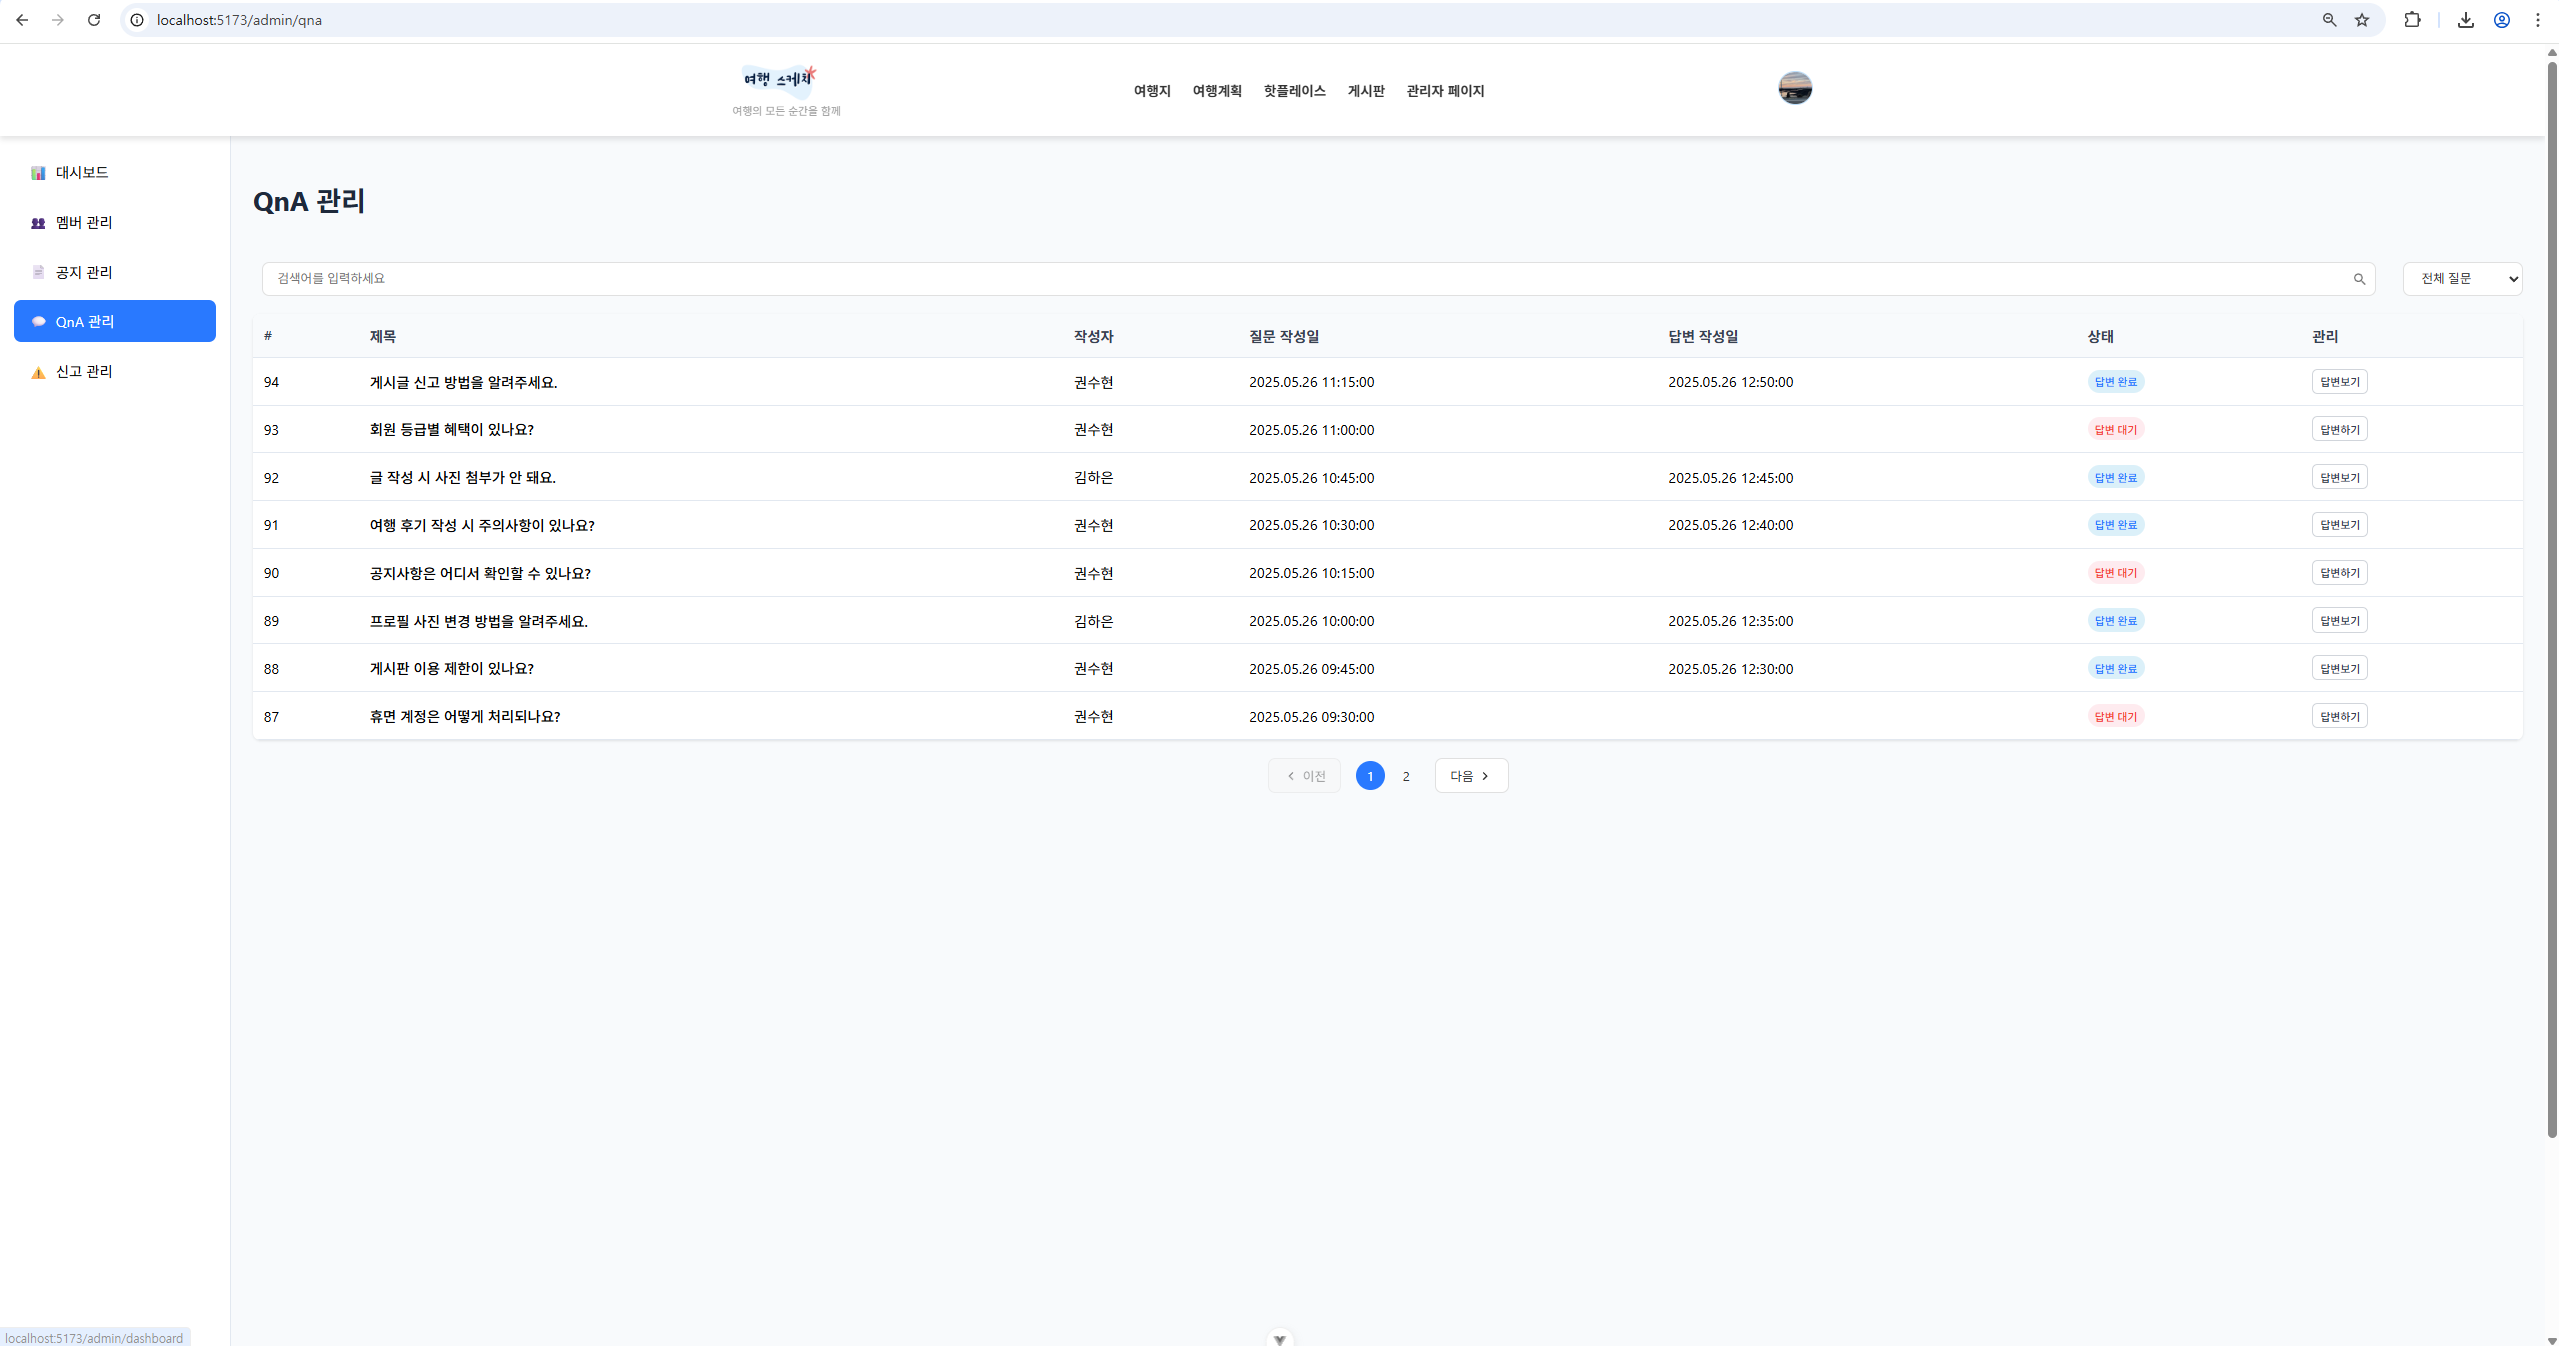 localhost:5173/admin/qna
여행 스케치
여행의 모든 순간을 함께
여행지 여행계획 핫플레이스 게시판 관리자 페이지
대시보드
멤버 관리
공지 관리
QnA 관리
신고 관리
QnA 관리
검색어를 입력하세요
전체 질문
# 제목 작성자 질문 작성일 답변 작성일 상태 관리
94 게시글 신고 방법을 알려주세요. 권수현 2025.05.26 11:15:00 2025.05.26 12:50:00 답변 완료 답변보기
93 회원 등급별 혜택이 있나요? 권수현 2025.05.26 11:00:00 답변 대기 답변하기
92 글 작성 시 사진 첨부가 안 돼요. 김하은 2025.05.26 10:45:00 2025.05.26 12:45:00 답변 완료 답변보기
91 여행 후기 작성 시 주의사항이 있나요? 권수현 2025.05.26 10:30:00 2025.05.26 12:40:00 답변 완료 답변보기
90 공지사항은 어디서 확인할 수 있나요? 권수현 2025.05.26 10:15:00 답변 대기 답변하기
89 프로필 사진 변경 방법을 알려주세요. 김하은 2025.05.26 10:00:00 2025.05.26 12:35:00 답변 완료 답변보기
88 게시판 이용 제한이 있나요? 권수현 2025.05.26 09:45:00 2025.05.26 12:30:00 답변 완료 답변보기
87 휴면 계정은 어떻게 처리되나요? 권수현 2025.05.26 09:30:00 답변 대기 답변하기
이전 1 2 다음
localhost:5173/admin/dashboard